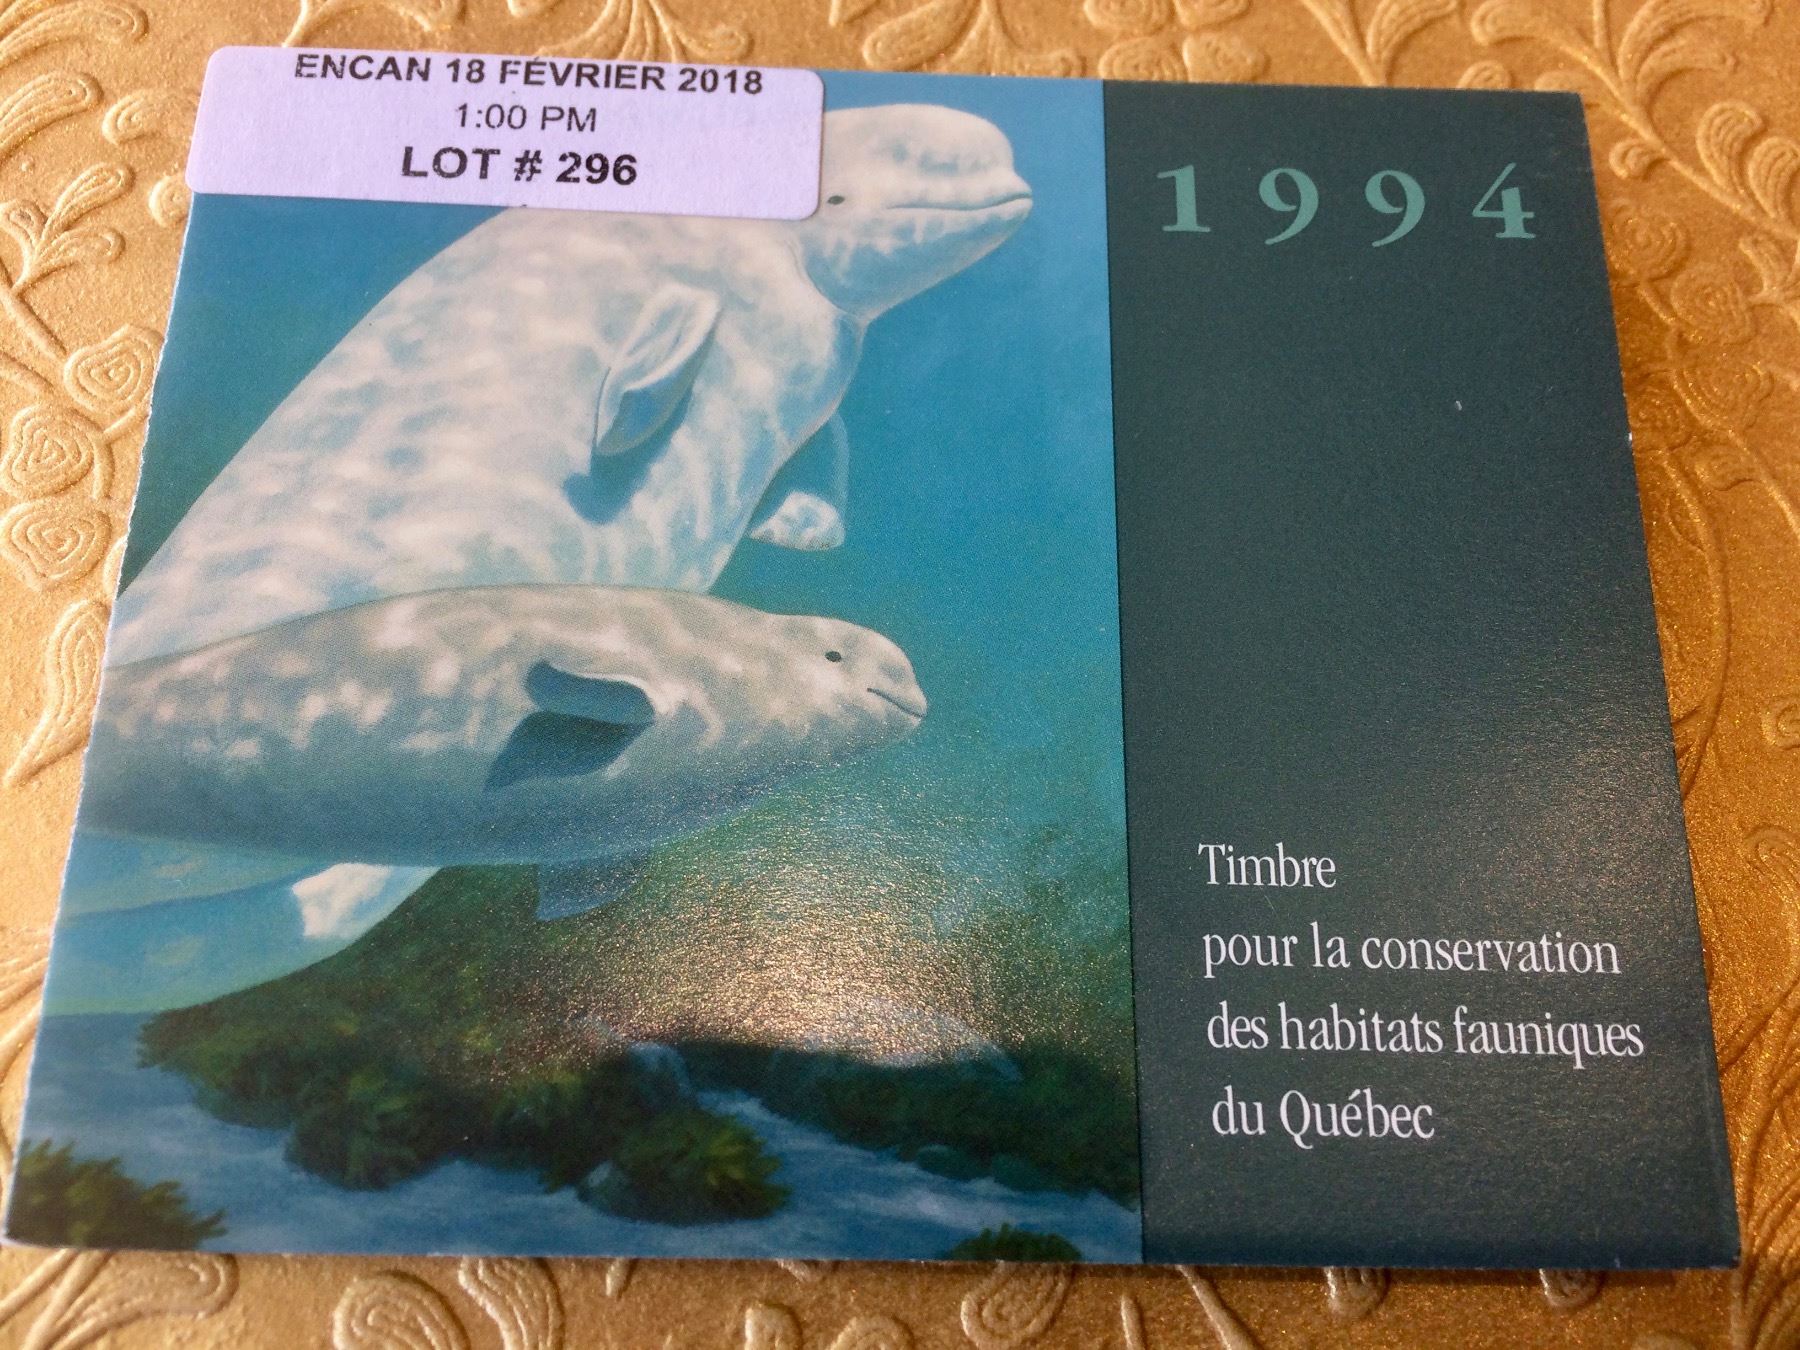 ENCAN 18 FÉVRIER 2018
1:00 PM
LOT # 296
1994
Timbre
pour la conservation
des habitats fauniques
du Québec